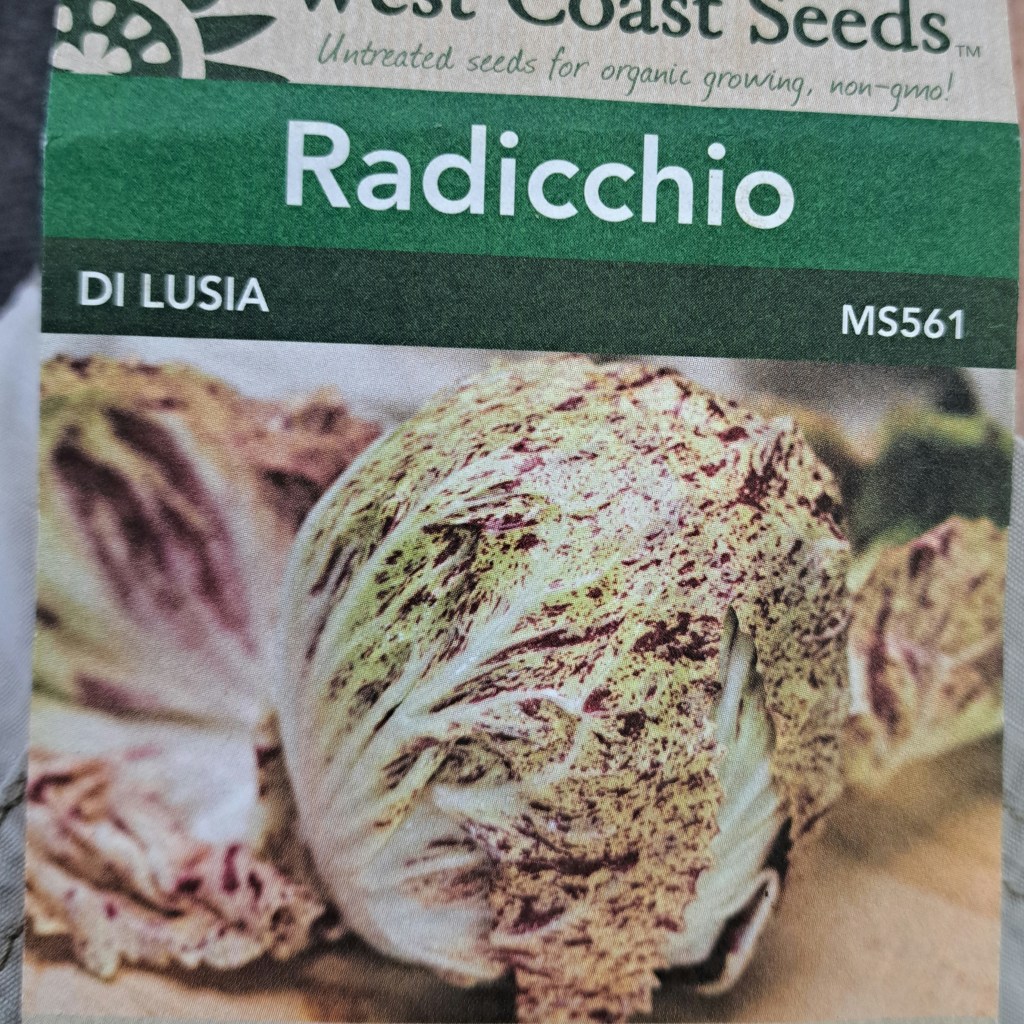 West Coast Seeds™
Untreated seeds for organic growing, non-gmo!
Radicchio
DI LUSIA
MS561